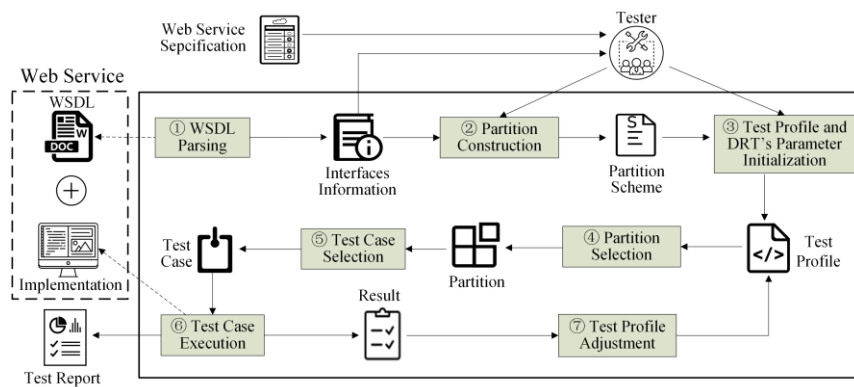 Web Service
Sepcification
Tester
Web Service
WSDL
W
DOC
① WSDL
Parsing
Interfaces
Information
② Partition
Construction
S
Partition
Scheme
③ Test Profile and
DRT's Parameter
Initialization
Implementation
Test
Case
⑤ Test Case
Selection
Partition
④ Partition
Selection
</>
Test
Profile
Test Report
⑥ Test Case
Execution
Result
⑦ Test Profile
Adjustment